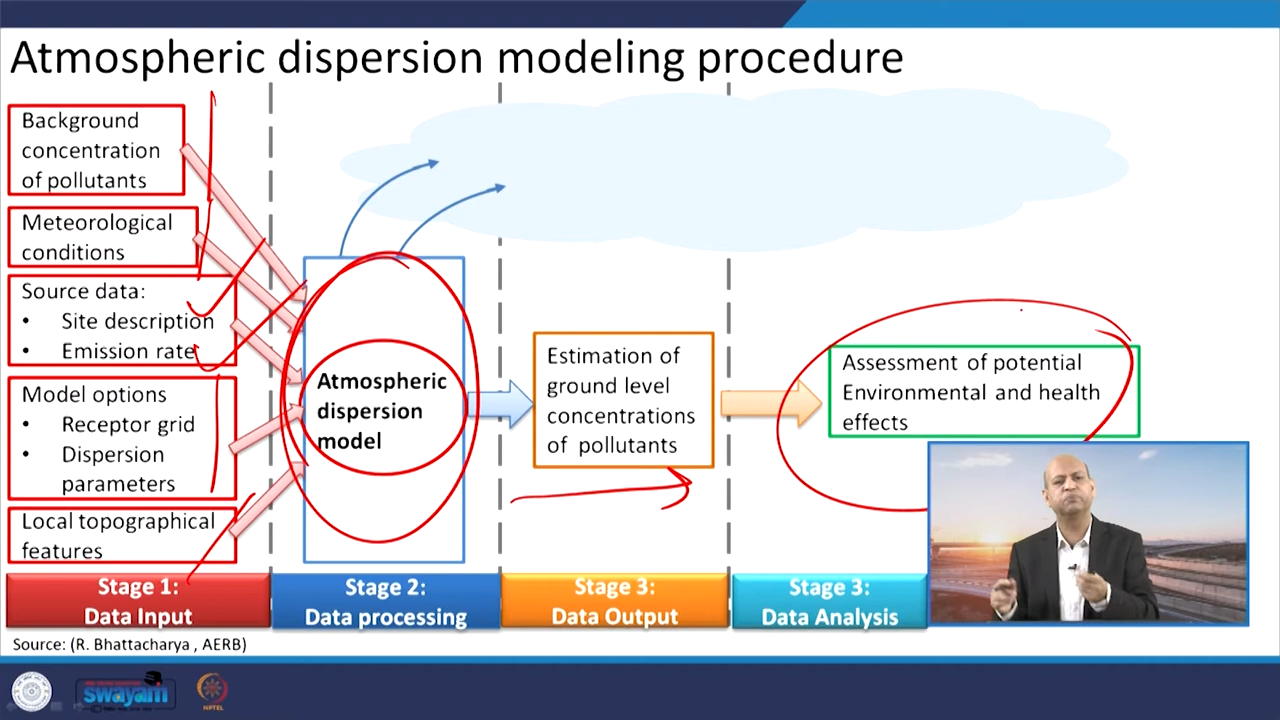 Atmospheric dispersion modeling procedure
Background
concentration
of pollutants
Meteorological
conditions
Source data:
• Site description
• Emission rate
Model options
• Receptor grid
• Dispersion
parameters
Local topographical
features
Atmospheric
dispersion
model
Estimation of
ground level
concentrations
of pollutants
Assessment of potential
Environmental and health
effects
Stage 1:
Data Input
Stage 2:
Data processing
Stage 3:
Data Output
Stage 3:
Data Analysis
Source: (R. Bhattacharya , AERB)
swayam
NPTEL